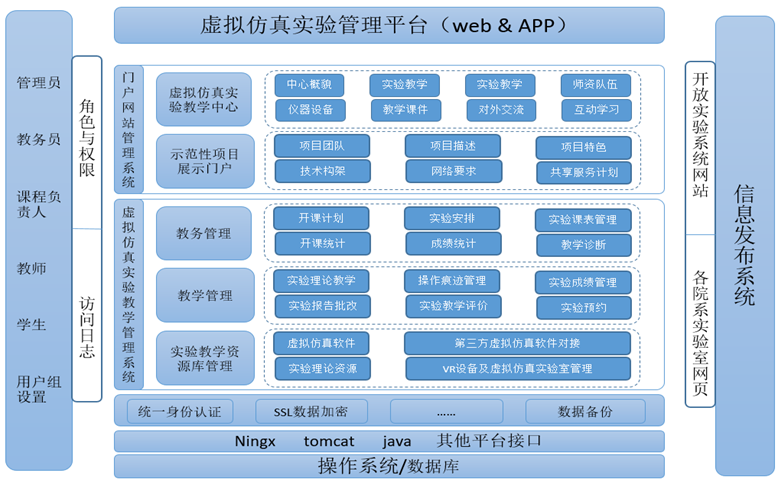 虚拟仿真实验管理平台（web & APP）
管理员
教务员
课程负
责人
教师
学生
用户组
设置
角色与权限
访问日志
门户网站管理系统
虚拟仿真实
验教学中心
中心概貌
实验教学
实验教学
师资队伍
仪器设备
教学课件
对外交流
互动学习
示范性项目
展示门户
项目团队
项目描述
项目特色
技术构架
网络要求
共享服务计划
虚拟仿真实验教学管理系统
教务管理
开课计划
实验安排
实验课表管理
开课统计
成绩统计
教学诊断
教学管理
实验理论教学
操作痕迹管理
实验成绩管理
实验报告批改
实验教学评价
实验预约
实验教学资
源库管理
虚拟仿真软件
第三方虚拟仿真软件对接
实验理论资源
VR设备及虚拟仿真实验室管理
统一身份认证
SSL数据加密
......
数据备份
Ningx tomcat java 其他平台接口
操作系统/数据库
开放实验系统网站
各院系实验室网页
信息发布系统